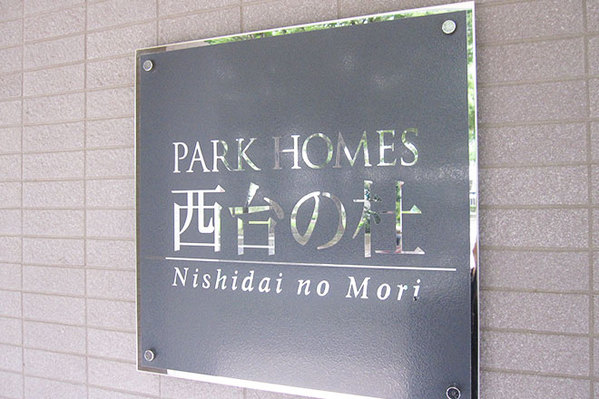 PARK HOMES
西台の杜
Nishidai no Mori